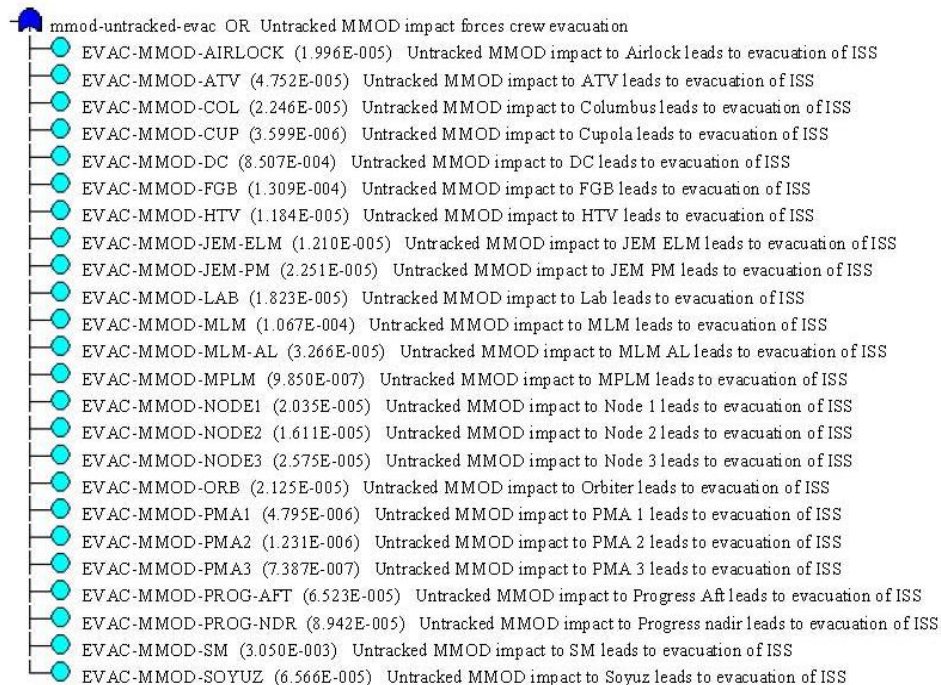 mmod-untracked-evac OR Untracked MMOD impact forces crew evacuation
EVAC-MMOD-AIRLOCK (1.996E-005) Untracked MMOD impact to Airlock leads to evacuation of ISS
EVAC-MMOD-ATV (4.752E-005) Untracked MMOD impact to ATV leads to evacuation of ISS
EVAC-MMOD-COL (2.246E-005) Untracked MMOD impact to Columbus leads to evacuation of ISS
EVAC-MMOD-CUP (3.599E-006) Untracked MMOD impact to Cupola leads to evacuation of ISS
EVAC-MMOD-DC (8.507E-004) Untracked MMOD impact to DC leads to evacuation of ISS
EVAC-MMOD-FGB (1.309E-004) Untracked MMOD impact to FGB leads to evacuation of ISS
EVAC-MMOD-HTV (1.184E-005) Untracked MMOD impact to HTV leads to evacuation of ISS
EVAC-MMOD-JEM-ELM (1.210E-005) Untracked MMOD impact to JEM ELM leads to evacuation of ISS
EVAC-MMOD-JEM-PM (2.251E-005) Untracked MMOD impact to JEM PM leads to evacuation of ISS
EVAC-MMOD-LAB (1.823E-005) Untracked MMOD impact to Lab leads to evacuation of ISS
EVAC-MMOD-MLM (1.067E-004) Untracked MMOD impact to MLM leads to evacuation of ISS
EVAC-MMOD-MLM-AL (3.266E-005) Untracked MMOD impact to MLM AL leads to evacuation of ISS
EVAC-MMOD-MPLM (9.850E-007) Untracked MMOD impact to MPLM leads to evacuation of ISS
EVAC-MMOD-NODE1 (2.035E-005) Untracked MMOD impact to Node 1 leads to evacuation of ISS
EVAC-MMOD-NODE2 (1.611E-005) Untracked MMOD impact to Node 2 leads to evacuation of ISS
EVAC-MMOD-NODE3 (2.575E-005) Untracked MMOD impact to Node 3 leads to evacuation of ISS
EVAC-MMOD-ORB (2.125E-005) Untracked MMOD impact to Orbiter leads to evacuation of ISS
EVAC-MMOD-PMA1 (4.795E-006) Untracked MMOD impact to PMA 1 leads to evacuation of ISS
EVAC-MMOD-PMA2 (1.231E-006) Untracked MMOD impact to PMA 2 leads to evacuation of ISS
EVAC-MMOD-PMA3 (7.387E-007) Untracked MMOD impact to PMA 3 leads to evacuation of ISS
EVAC-MMOD-PROG-AFT (6.523E-005) Untracked MMOD impact to Progress Aft leads to evacuation of ISS
EVAC-MMOD-PROG-NDR (8.942E-005) Untracked MMOD impact to Progress nadir leads to evacuation of ISS
EVAC-MMOD-SM (3.050E-003) Untracked MMOD impact to SM leads to evacuation of ISS
EVAC-MMOD-SOYUZ (6.566E-005) Untracked MMOD impact to Soyuz leads to evacuation of ISS